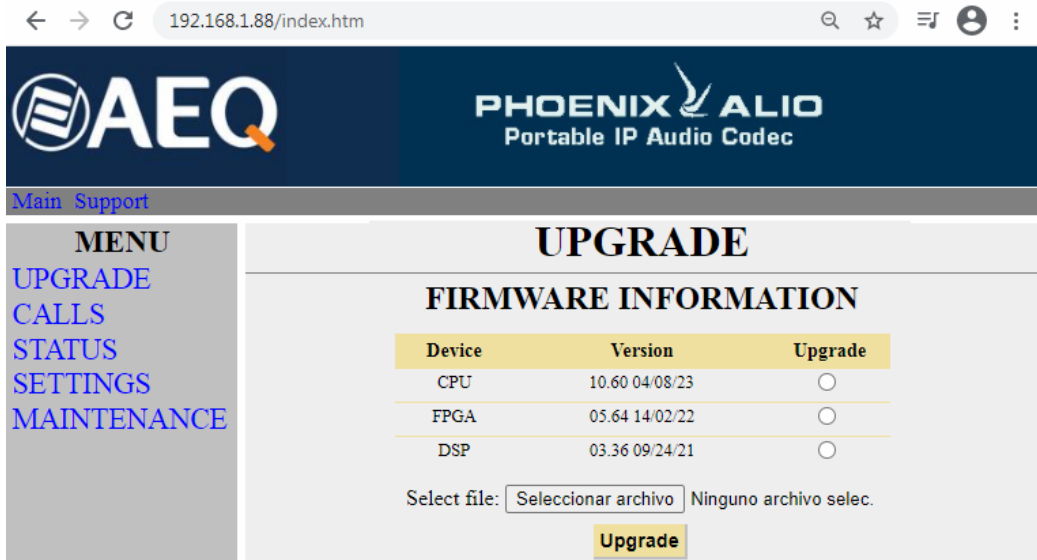 192.168.1.88/index.htm
AEQ
PHOENIX ALIO
Portable IP Audio Codec
Main Support
MENU
UPGRADE
CALLS
STATUS
SETTINGS
MAINTENANCE
UPGRADE
FIRMWARE INFORMATION
Device Version Upgrade
CPU 10.60 04/08/23
FPGA 05.64 14/02/22
DSP 03.36 09/24/21
Select file: Seleccionar archivo Ninguno archivo selec.
Upgrade